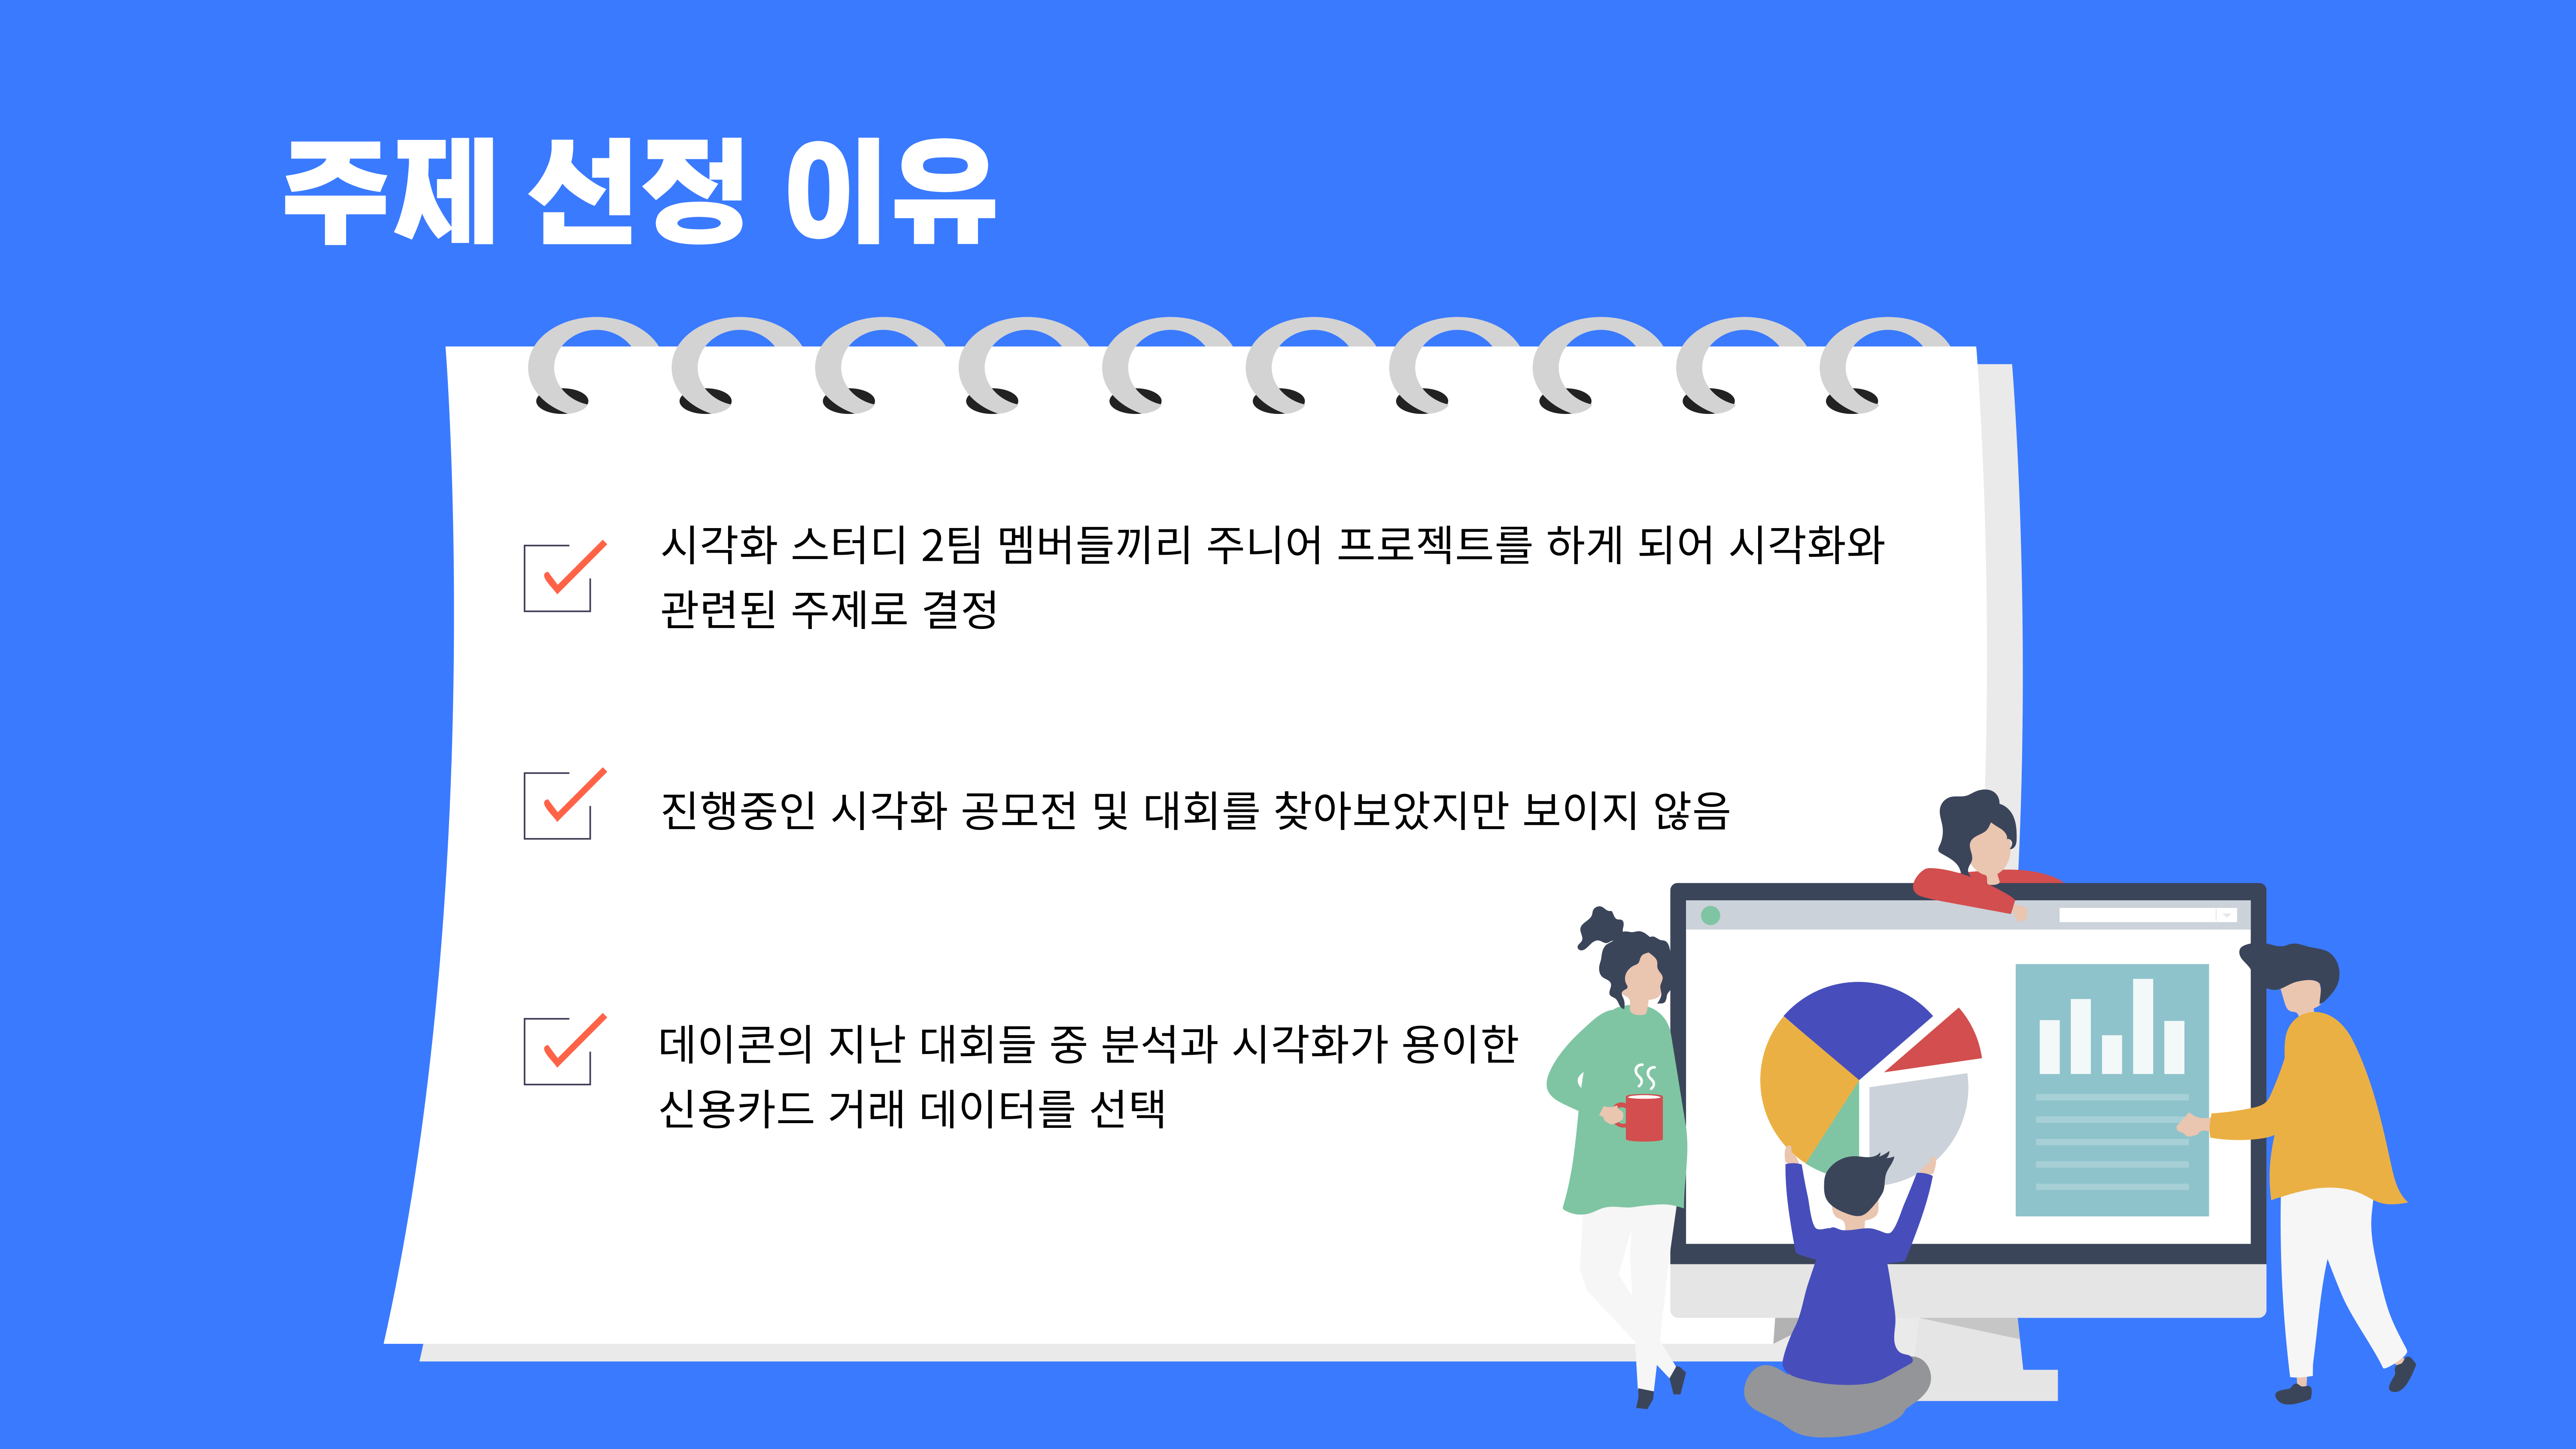 주제 선정 이유
시각화 스터디 2팀 멤버들끼리 주니어 프로젝트를 하게 되어 시각화와
관련된 주제로 결정
진행중인 시각화 공모전 및 대회를 찾아보았지만 보이지 않음
데이콘의 지난 대회들 중 분석과 시각화가 용이한
신용카드 거래 데이터를 선택